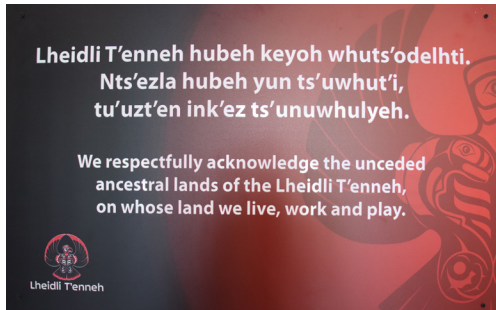 Lheidli T'enneh hubeh keyoh whuts'odelhti.
Nts'ezla hubeh yun ts'uwhut'i,
tu'uzt'en ink'ez ts'unuwhulyeh.
We respectfully acknowledge the unceded
ancestral lands of the Lheidli T'enneh,
on whose land we live, work and play.
Lheidli T'enneh